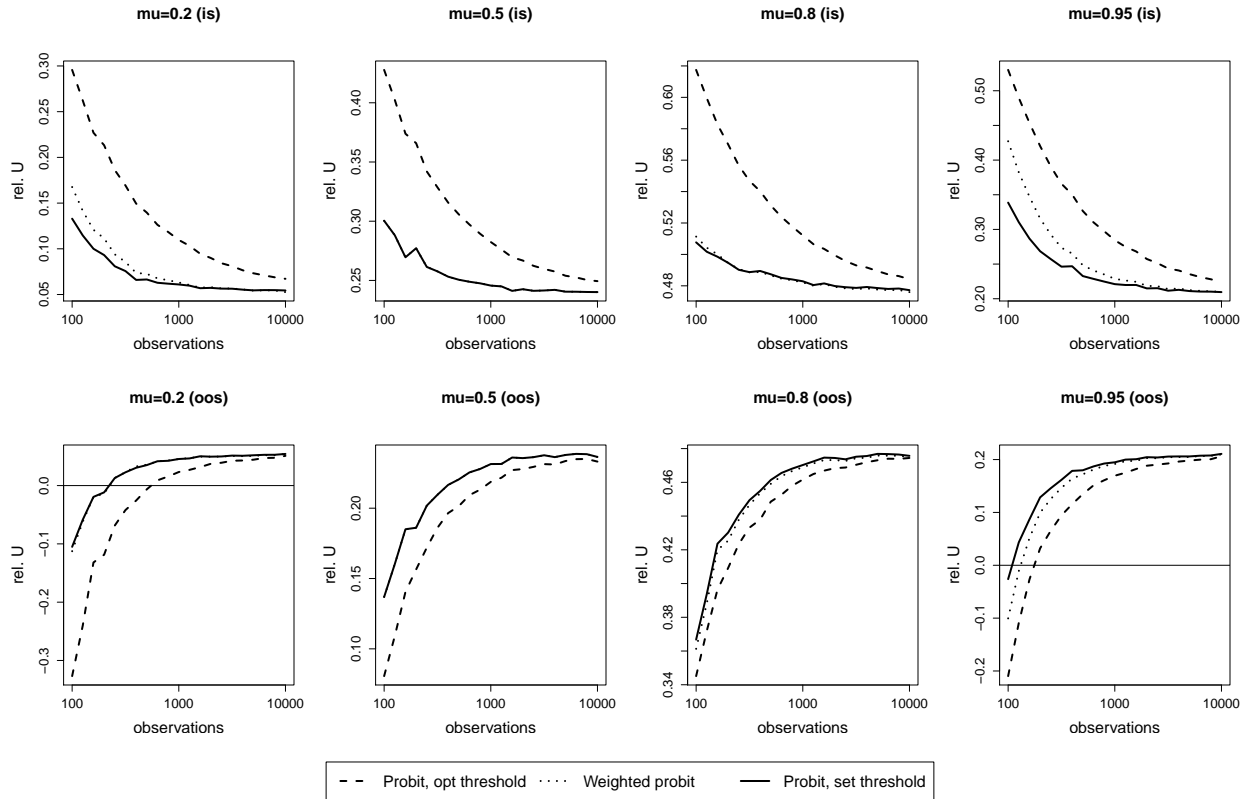 mu=0.2 (is)
rel. U
0.05 0.10 0.15 0.20 0.25 0.30
100 1000 10000
observations
mu=0.5 (is)
rel. U
0.25 0.30 0.35 0.40
100 1000 10000
observations
mu=0.8 (is)
rel. U
0.48 0.52 0.56 0.60
100 1000 10000
observations
mu=0.95 (is)
rel. U
0.20 0.30 0.40 0.50
100 1000 10000
observations
mu=0.2 (oos)
rel. U
−0.3 −0.2 −0.1 0.0
100 1000 10000
observations
mu=0.5 (oos)
rel. U
0.10 0.15 0.20
100 1000 10000
observations
mu=0.8 (oos)
rel. U
0.34 0.38 0.42 0.46
100 1000 10000
observations
mu=0.95 (oos)
rel. U
−0.2 −0.1 0.0 0.1 0.2
100 1000 10000
observations
Probit, opt threshold Weighted probit Probit, set threshold